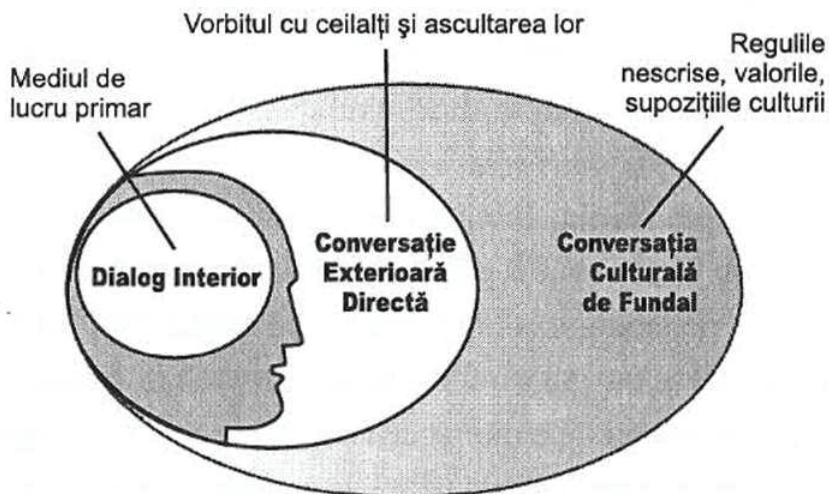 Vorbitul cu ceilalți și ascultarea lor
Mediul de
lucru primar
Regulile
nescrise, valorile,
supozițiile culturii
Dialog Interior
Conversație
Exterioară
Directă
Conversația
Culturală
de Fundal